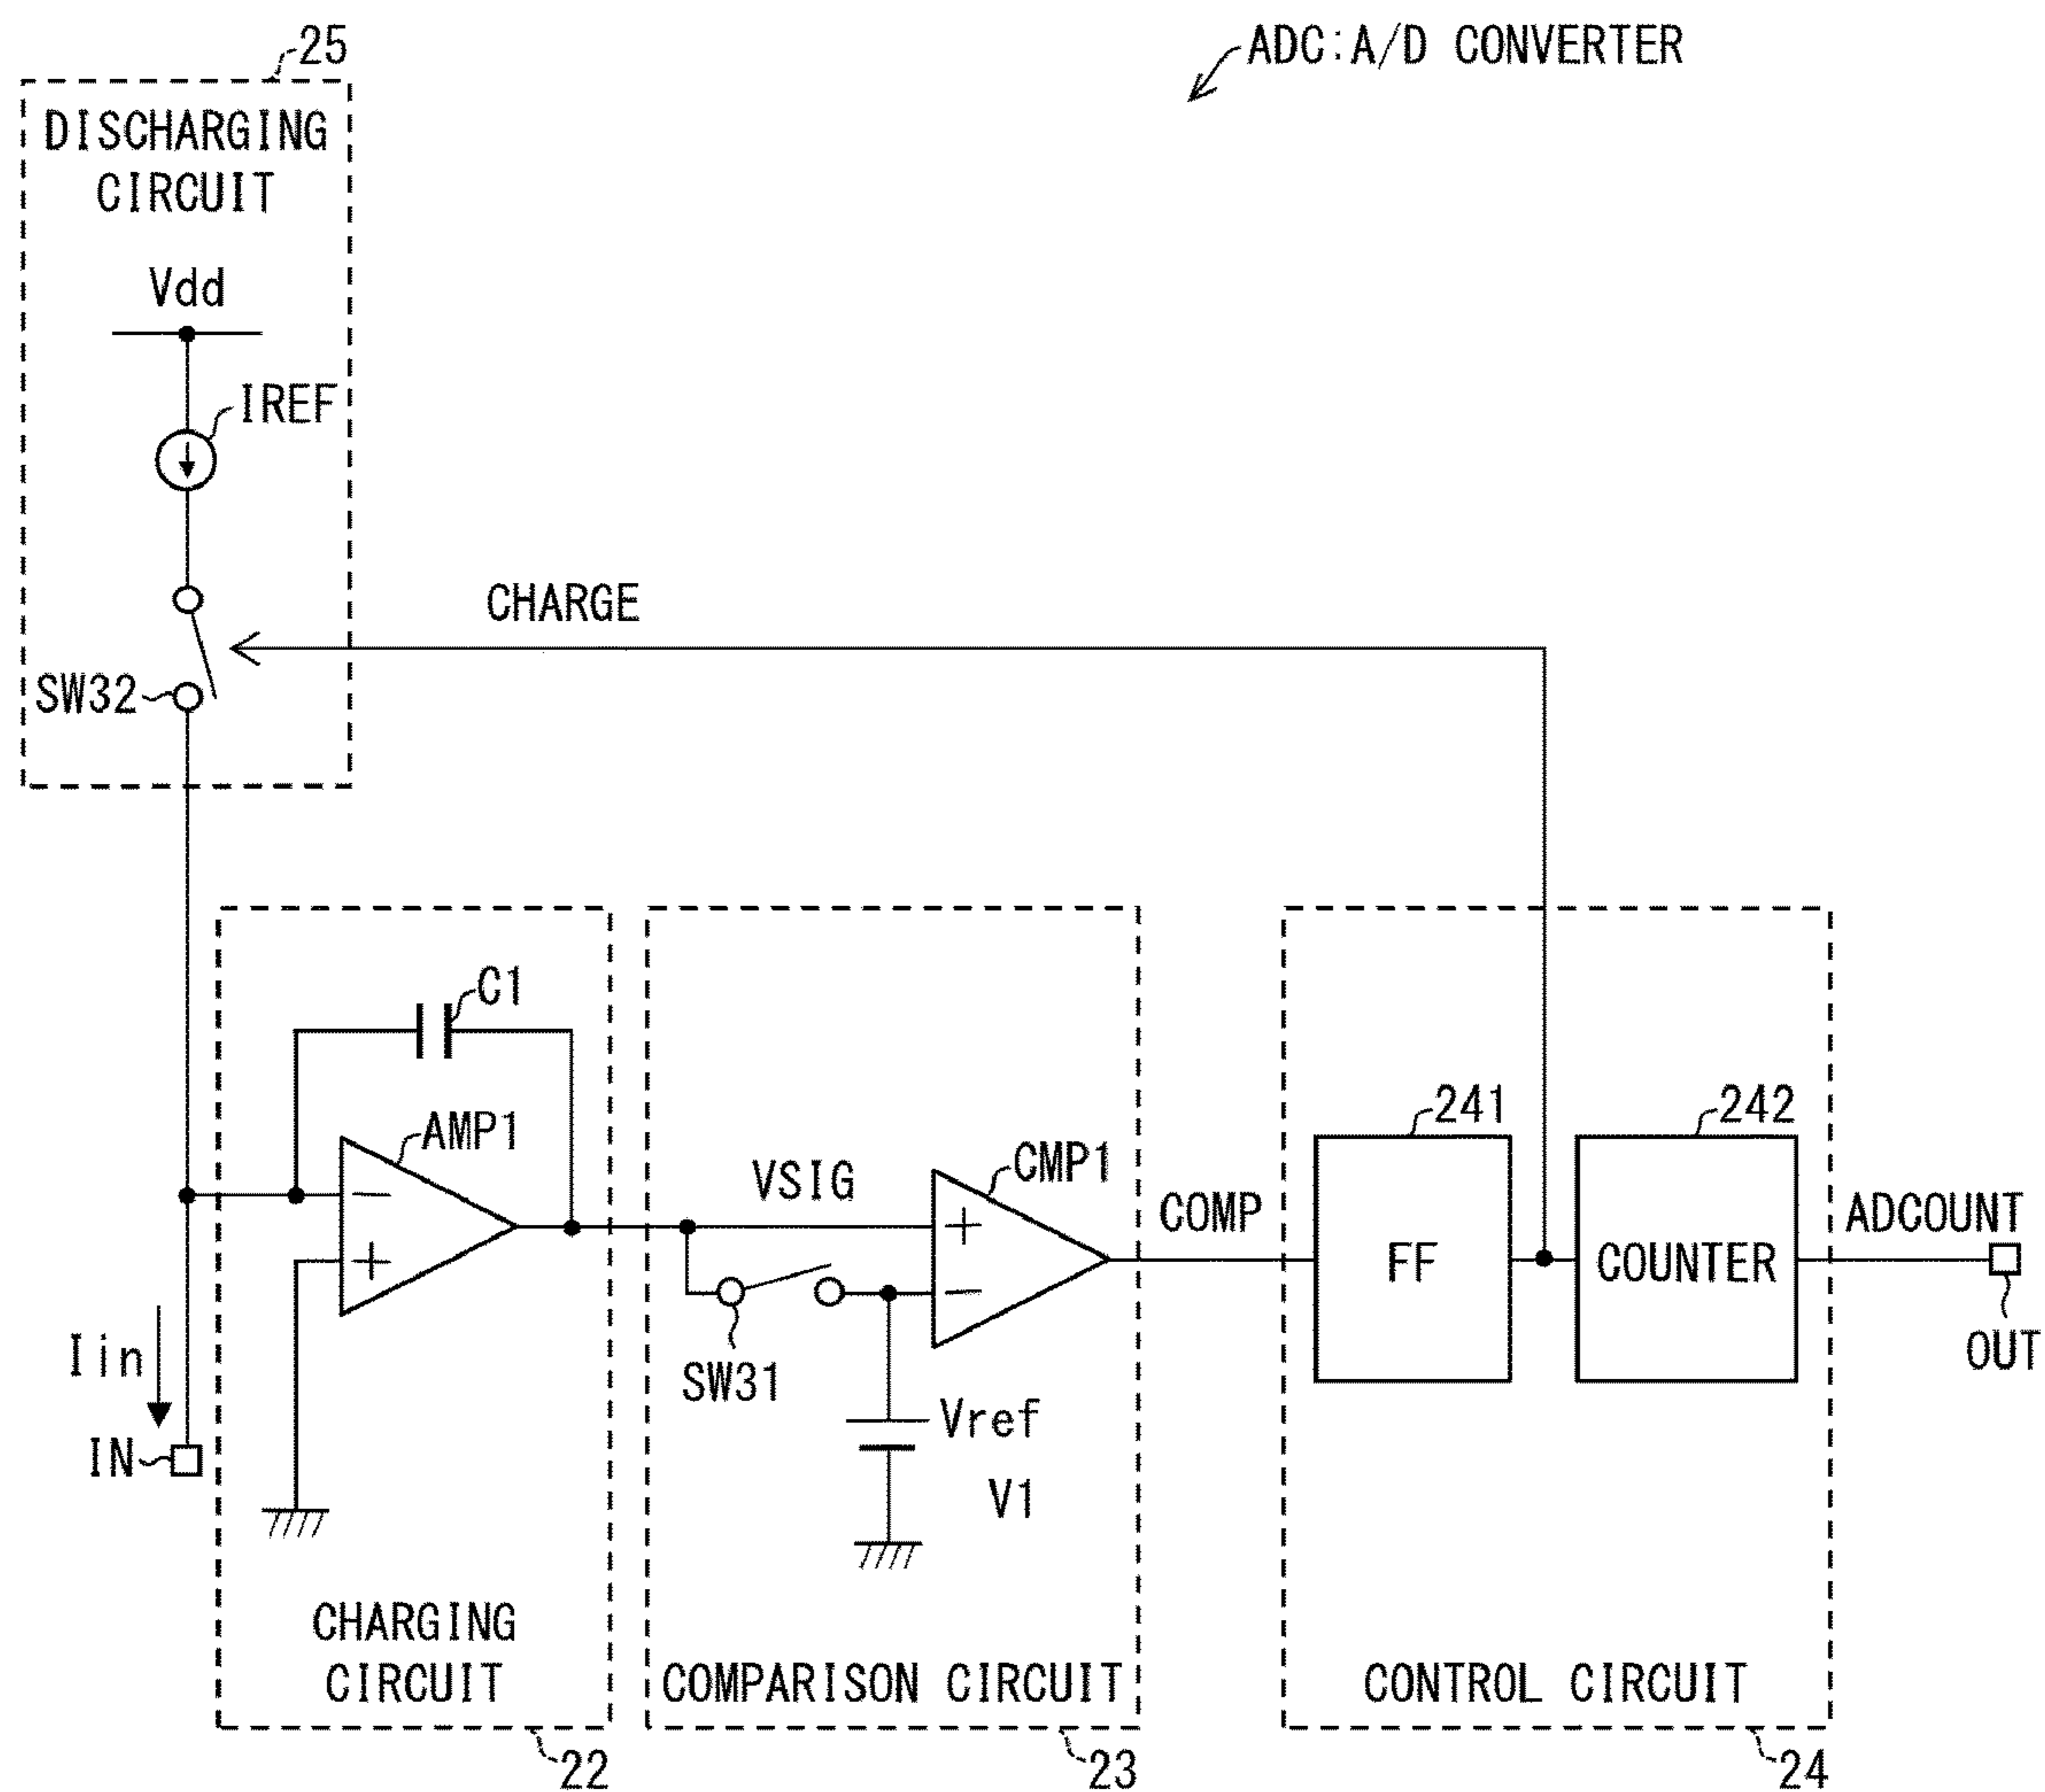 ADC:A/D CONVERTER
25
DISCHARGING
CIRCUIT
Vdd
IREF
CHARGE
SW32
C1
AMP1
VSIG
CMP1
COMP
241
242
FF
COUNTER
ADCOUNT
OUT
Iin
IN
SW31
Vref
V1
CHARGING
CIRCUIT
COMPARISON CIRCUIT
CONTROL CIRCUIT
22
23
24